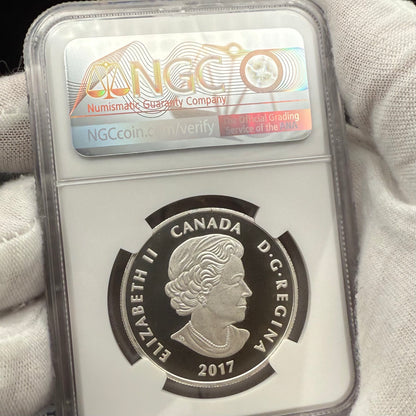 NGC
Numismatic Guaranty Company
NGCcoin.com/verify
The Official Grading
Service of the ANA
ELIZABETH II CANADA D·G·REGINA
2017